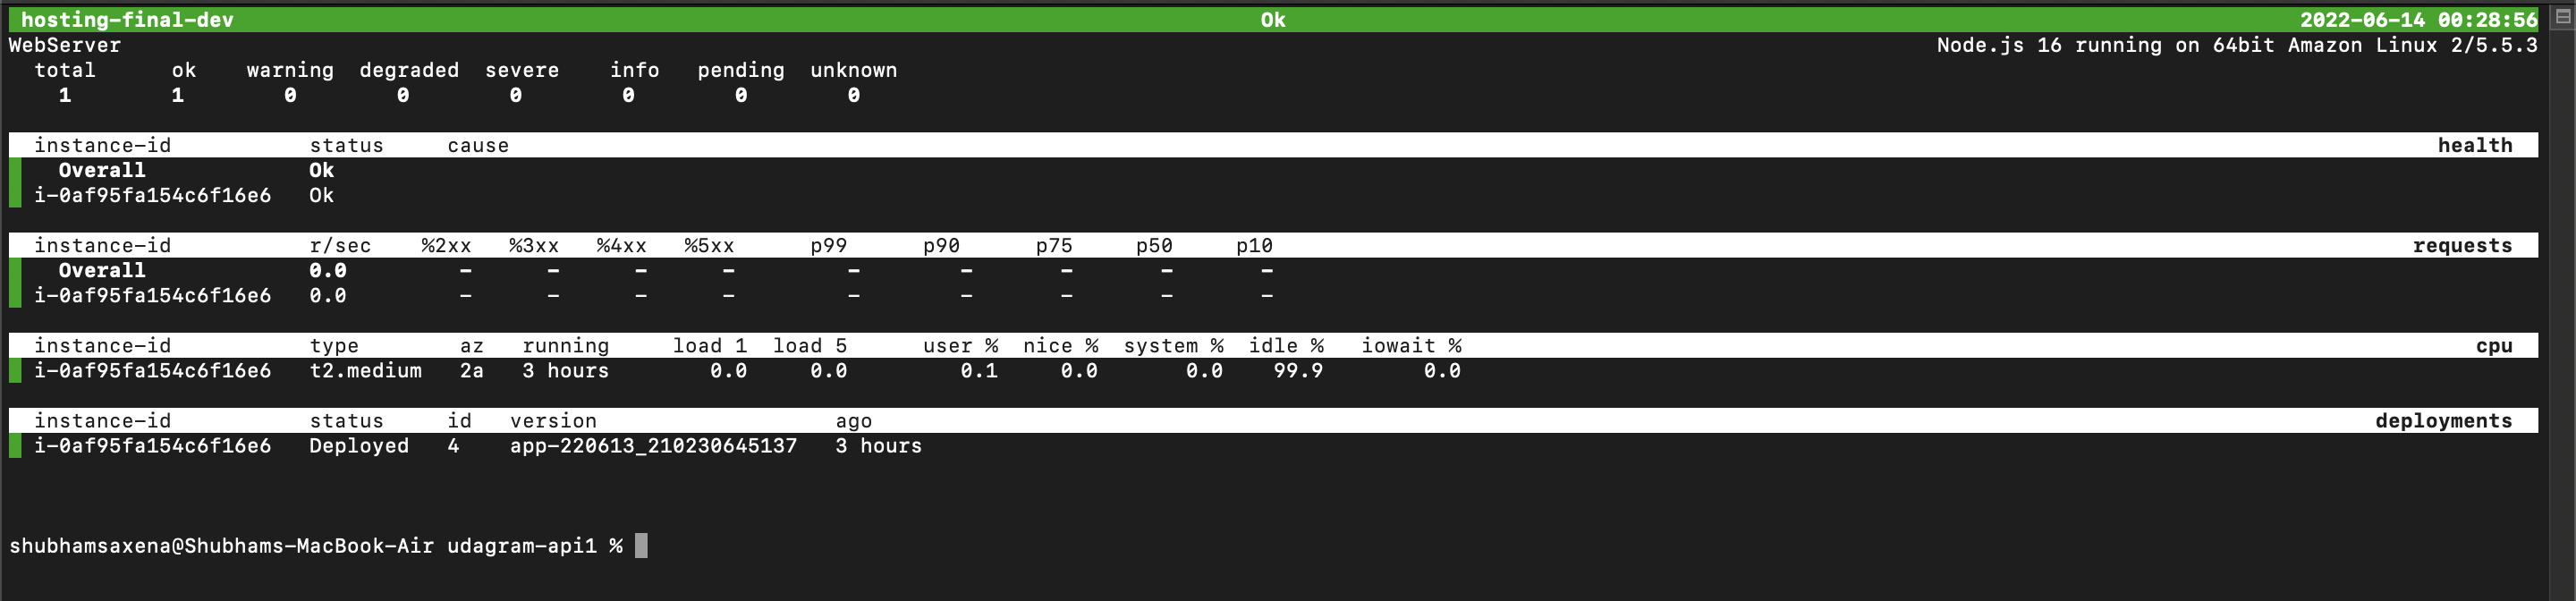 hosting-final-dev Ok 2022-06-14 00:28:56
WebServer Node.js 16 running on 64bit Amazon Linux 2/5.5.3
total ok warning degraded severe info pending unknown
1 1 0 0 0 0 0 0
instance-id status cause health
Overall Ok
i-0af95fa154c6f16e6 Ok
instance-id r/sec %2xx %3xx %4xx %5xx p99 p90 p75 p50 p10 requests
Overall 0.0 - - - - - - - - -
i-0af95fa154c6f16e6 0.0 - - - - - - - - -
instance-id type az running load 1 load 5 user % nice % system % idle % iowait % cpu
i-0af95fa154c6f16e6 t2.medium 2a 3 hours 0.0 0.0 0.1 0.0 0.0 99.9 0.0
instance-id status id version ago deployments
i-0af95fa154c6f16e6 Deployed 4 app-220613_210230645137 3 hours
shubhamsaxena@Shubhams-MacBook-Air udagram-api1 %